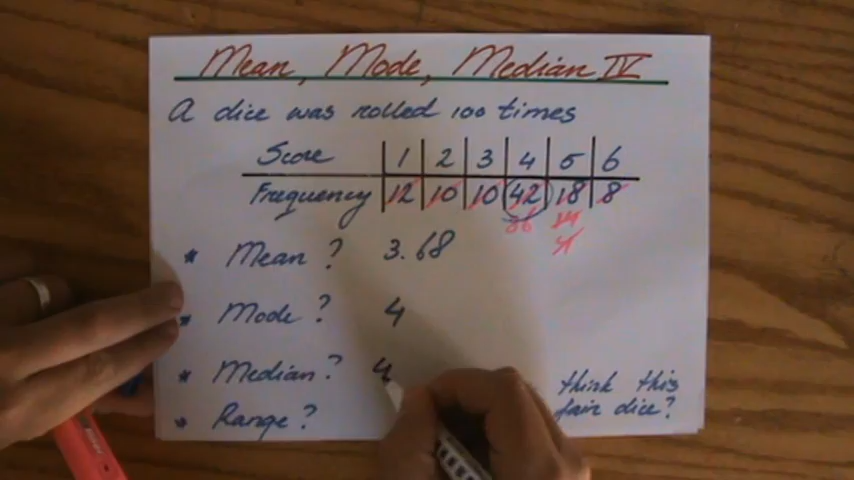 Mean, Mode, Median IV
A dice was rolled 100 times
Score 1 2 3 4 5 6
Frequency 12 10 10 42 18 8
* Mean ? 3.68
* Mode ? 4
* Median ? 4
* Range ?
think this
fair dice?